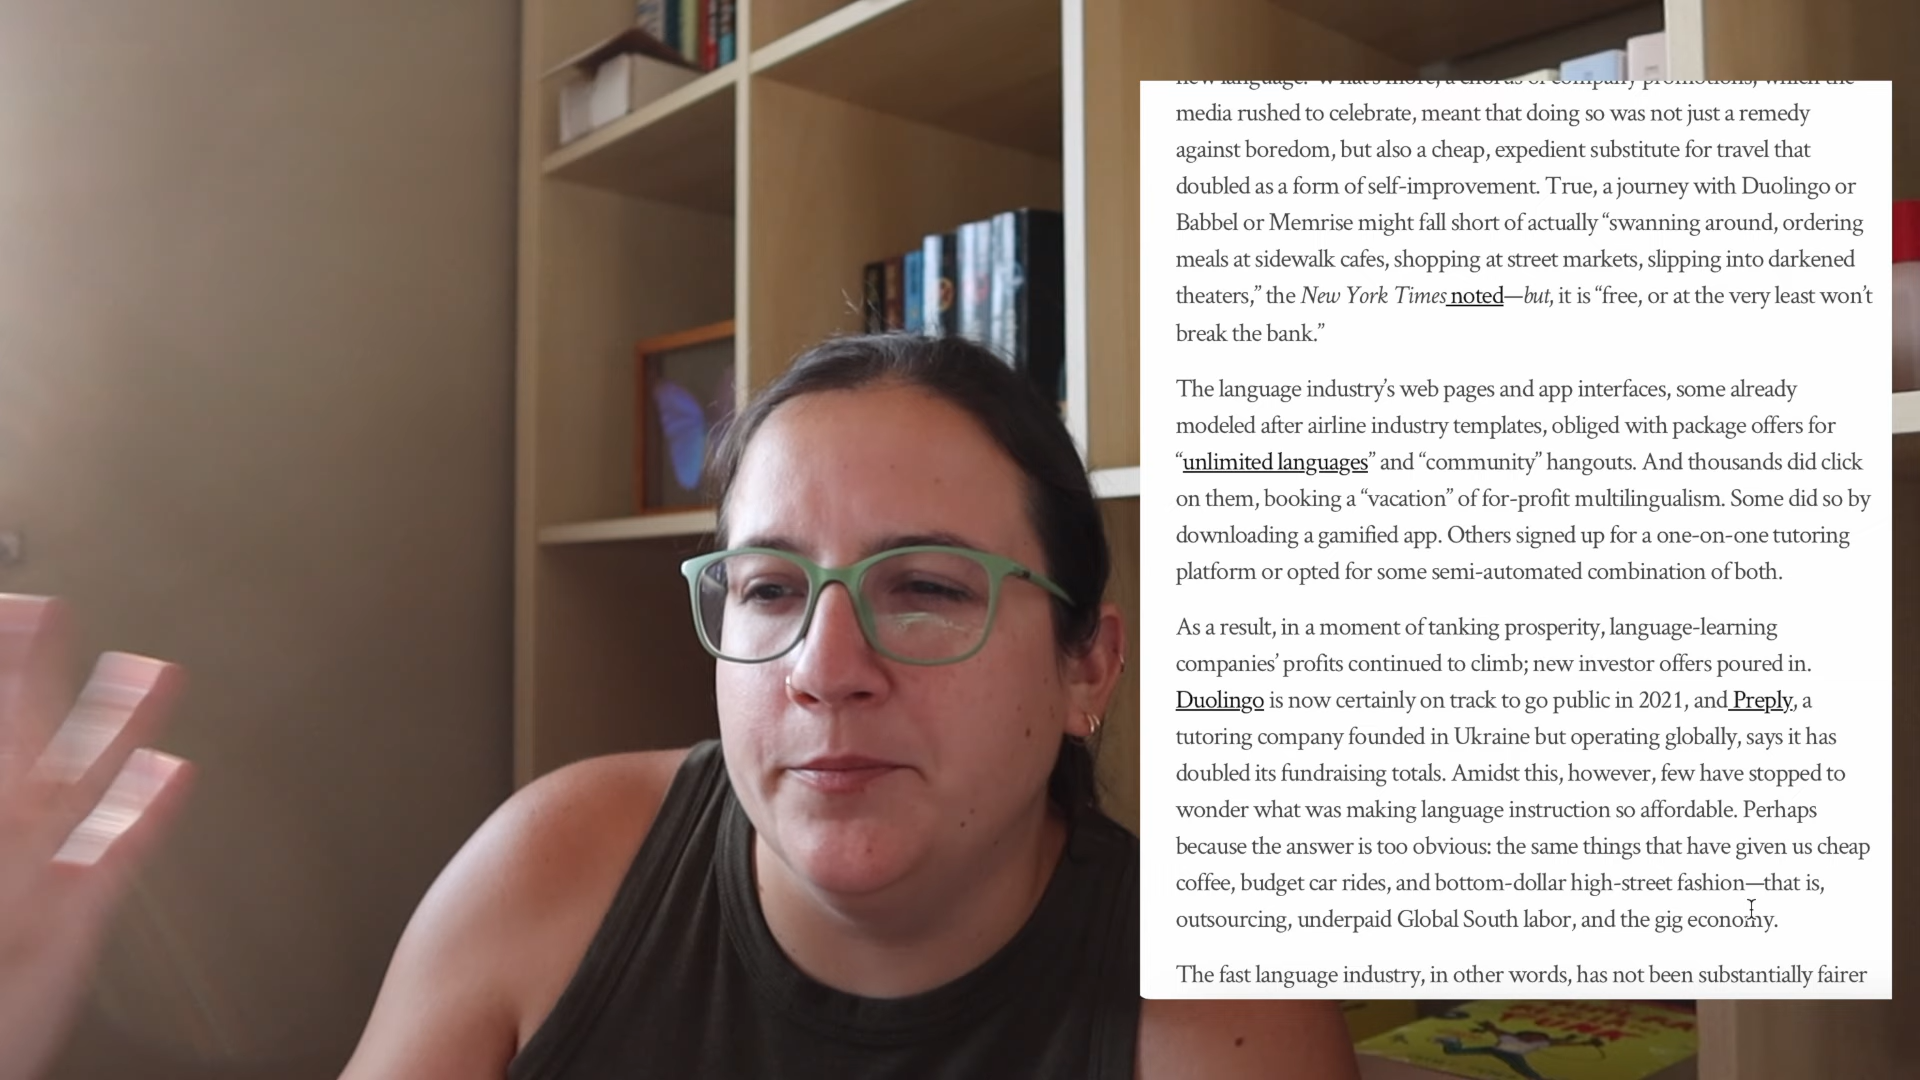 new language. What's more, a chorus of company promotions, which the
media rushed to celebrate, meant that doing so was not just a remedy
against boredom, but also a cheap, expedient substitute for travel that
doubled as a form of self-improvement. True, a journey with Duolingo or
Babbel or Memrise might fall short of actually “swanning around, ordering
meals at sidewalk cafes, shopping at street markets, slipping into darkened
theaters,” the New York Times noted—but, it is “free, or at the very least won’t
break the bank.”
The language industry’s web pages and app interfaces, some already
modeled after airline industry templates, obliged with package offers for
“unlimited languages” and “community” hangouts. And thousands did click
on them, booking a “vacation” of for-profit multilingualism. Some did so by
downloading a gamified app. Others signed up for a one-on-one tutoring
platform or opted for some semi-automated combination of both.
As a result, in a moment of tanking prosperity, language-learning
companies’ profits continued to climb; new investor offers poured in.
Duolingo is now certainly on track to go public in 2021, and Preply, a
tutoring company founded in Ukraine but operating globally, says it has
doubled its fundraising totals. Amidst this, however, few have stopped to
wonder what was making language instruction so affordable. Perhaps
because the answer is too obvious: the same things that have given us cheap
coffee, budget car rides, and bottom-dollar high-street fashion—that is,
outsourcing, underpaid Global South labor, and the gig economy.
The fast language industry, in other words, has not been substantially fairer